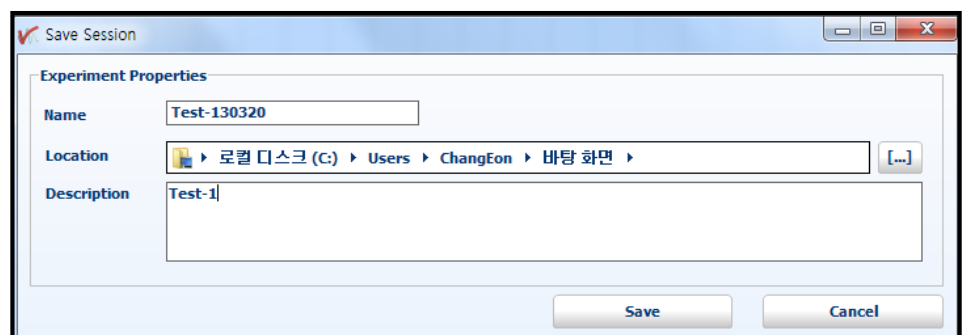 Save Session
Experiment Properties
Name Test-130320
Location 로컬 디스크 (C:) Users ChangEon 바탕 화면 [...]
Description Test-1
Save Cancel